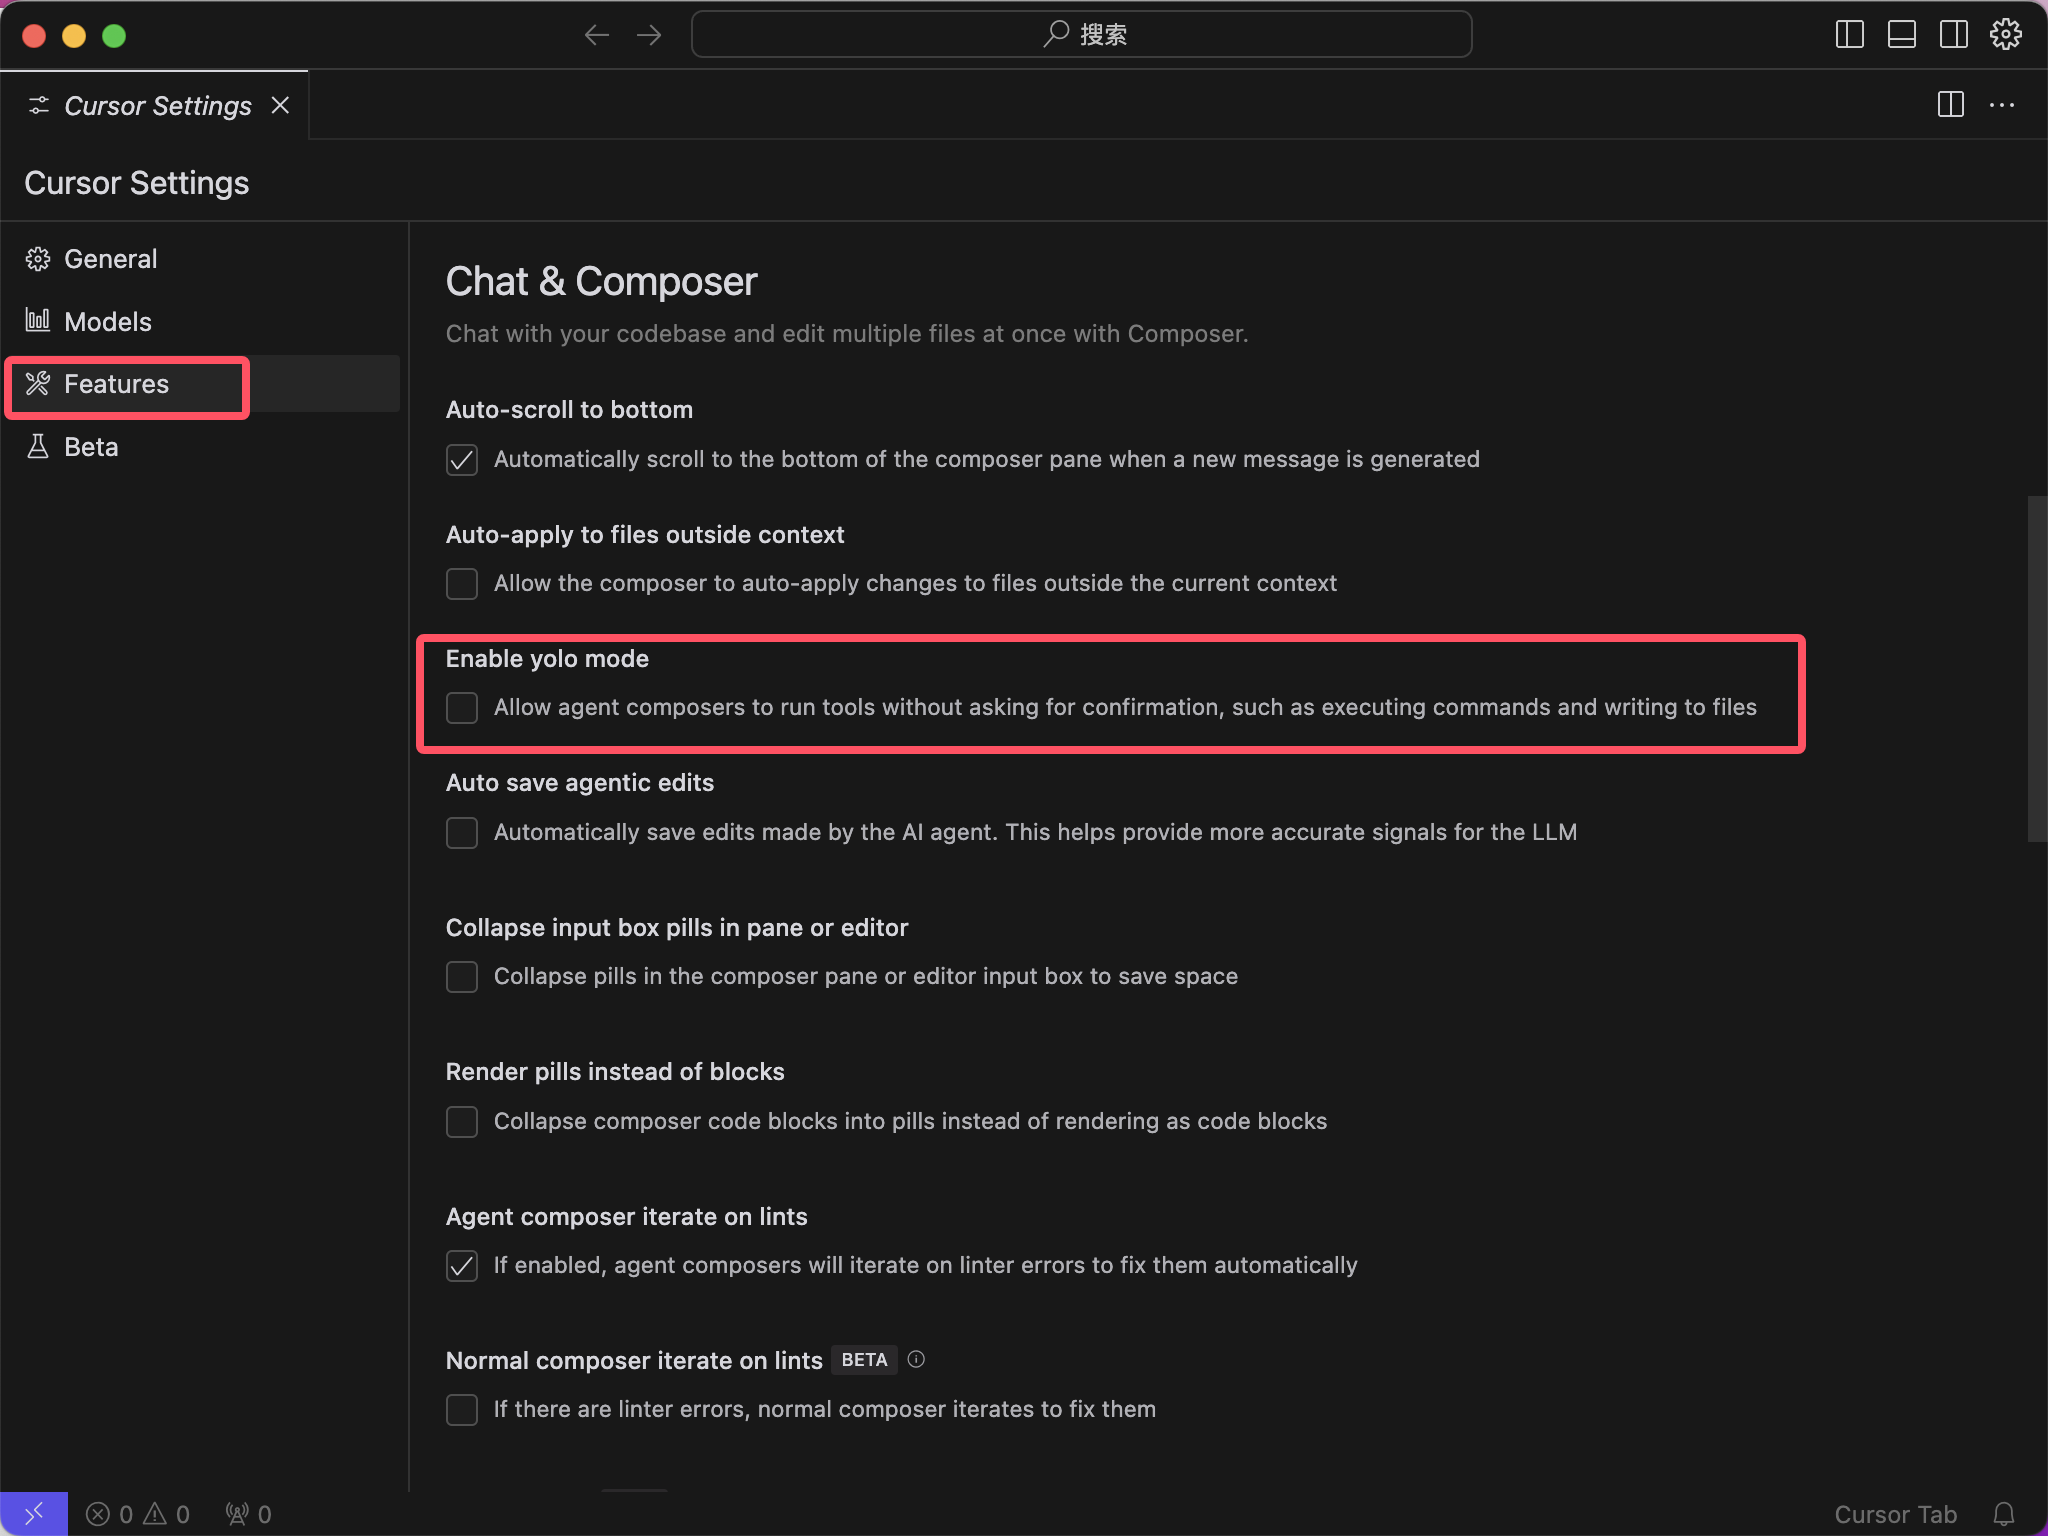 搜索
Cursor Settings
Cursor Settings
General
Models
Features
Beta
Chat & Composer
Chat with your codebase and edit multiple files at once with Composer.
Auto-scroll to bottom
Automatically scroll to the bottom of the composer pane when a new message is generated
Auto-apply to files outside context
Allow the composer to auto-apply changes to files outside the current context
Enable yolo mode
Allow agent composers to run tools without asking for confirmation, such as executing commands and writing to files
Auto save agentic edits
Automatically save edits made by the AI agent. This helps provide more accurate signals for the LLM
Collapse input box pills in pane or editor
Collapse pills in the composer pane or editor input box to save space
Render pills instead of blocks
Collapse composer code blocks into pills instead of rendering as code blocks
Agent composer iterate on lints
If enabled, agent composers will iterate on linter errors to fix them automatically
Normal composer iterate on lints BETA
If there are linter errors, normal composer iterates to fix them
0 0 0
Cursor Tab